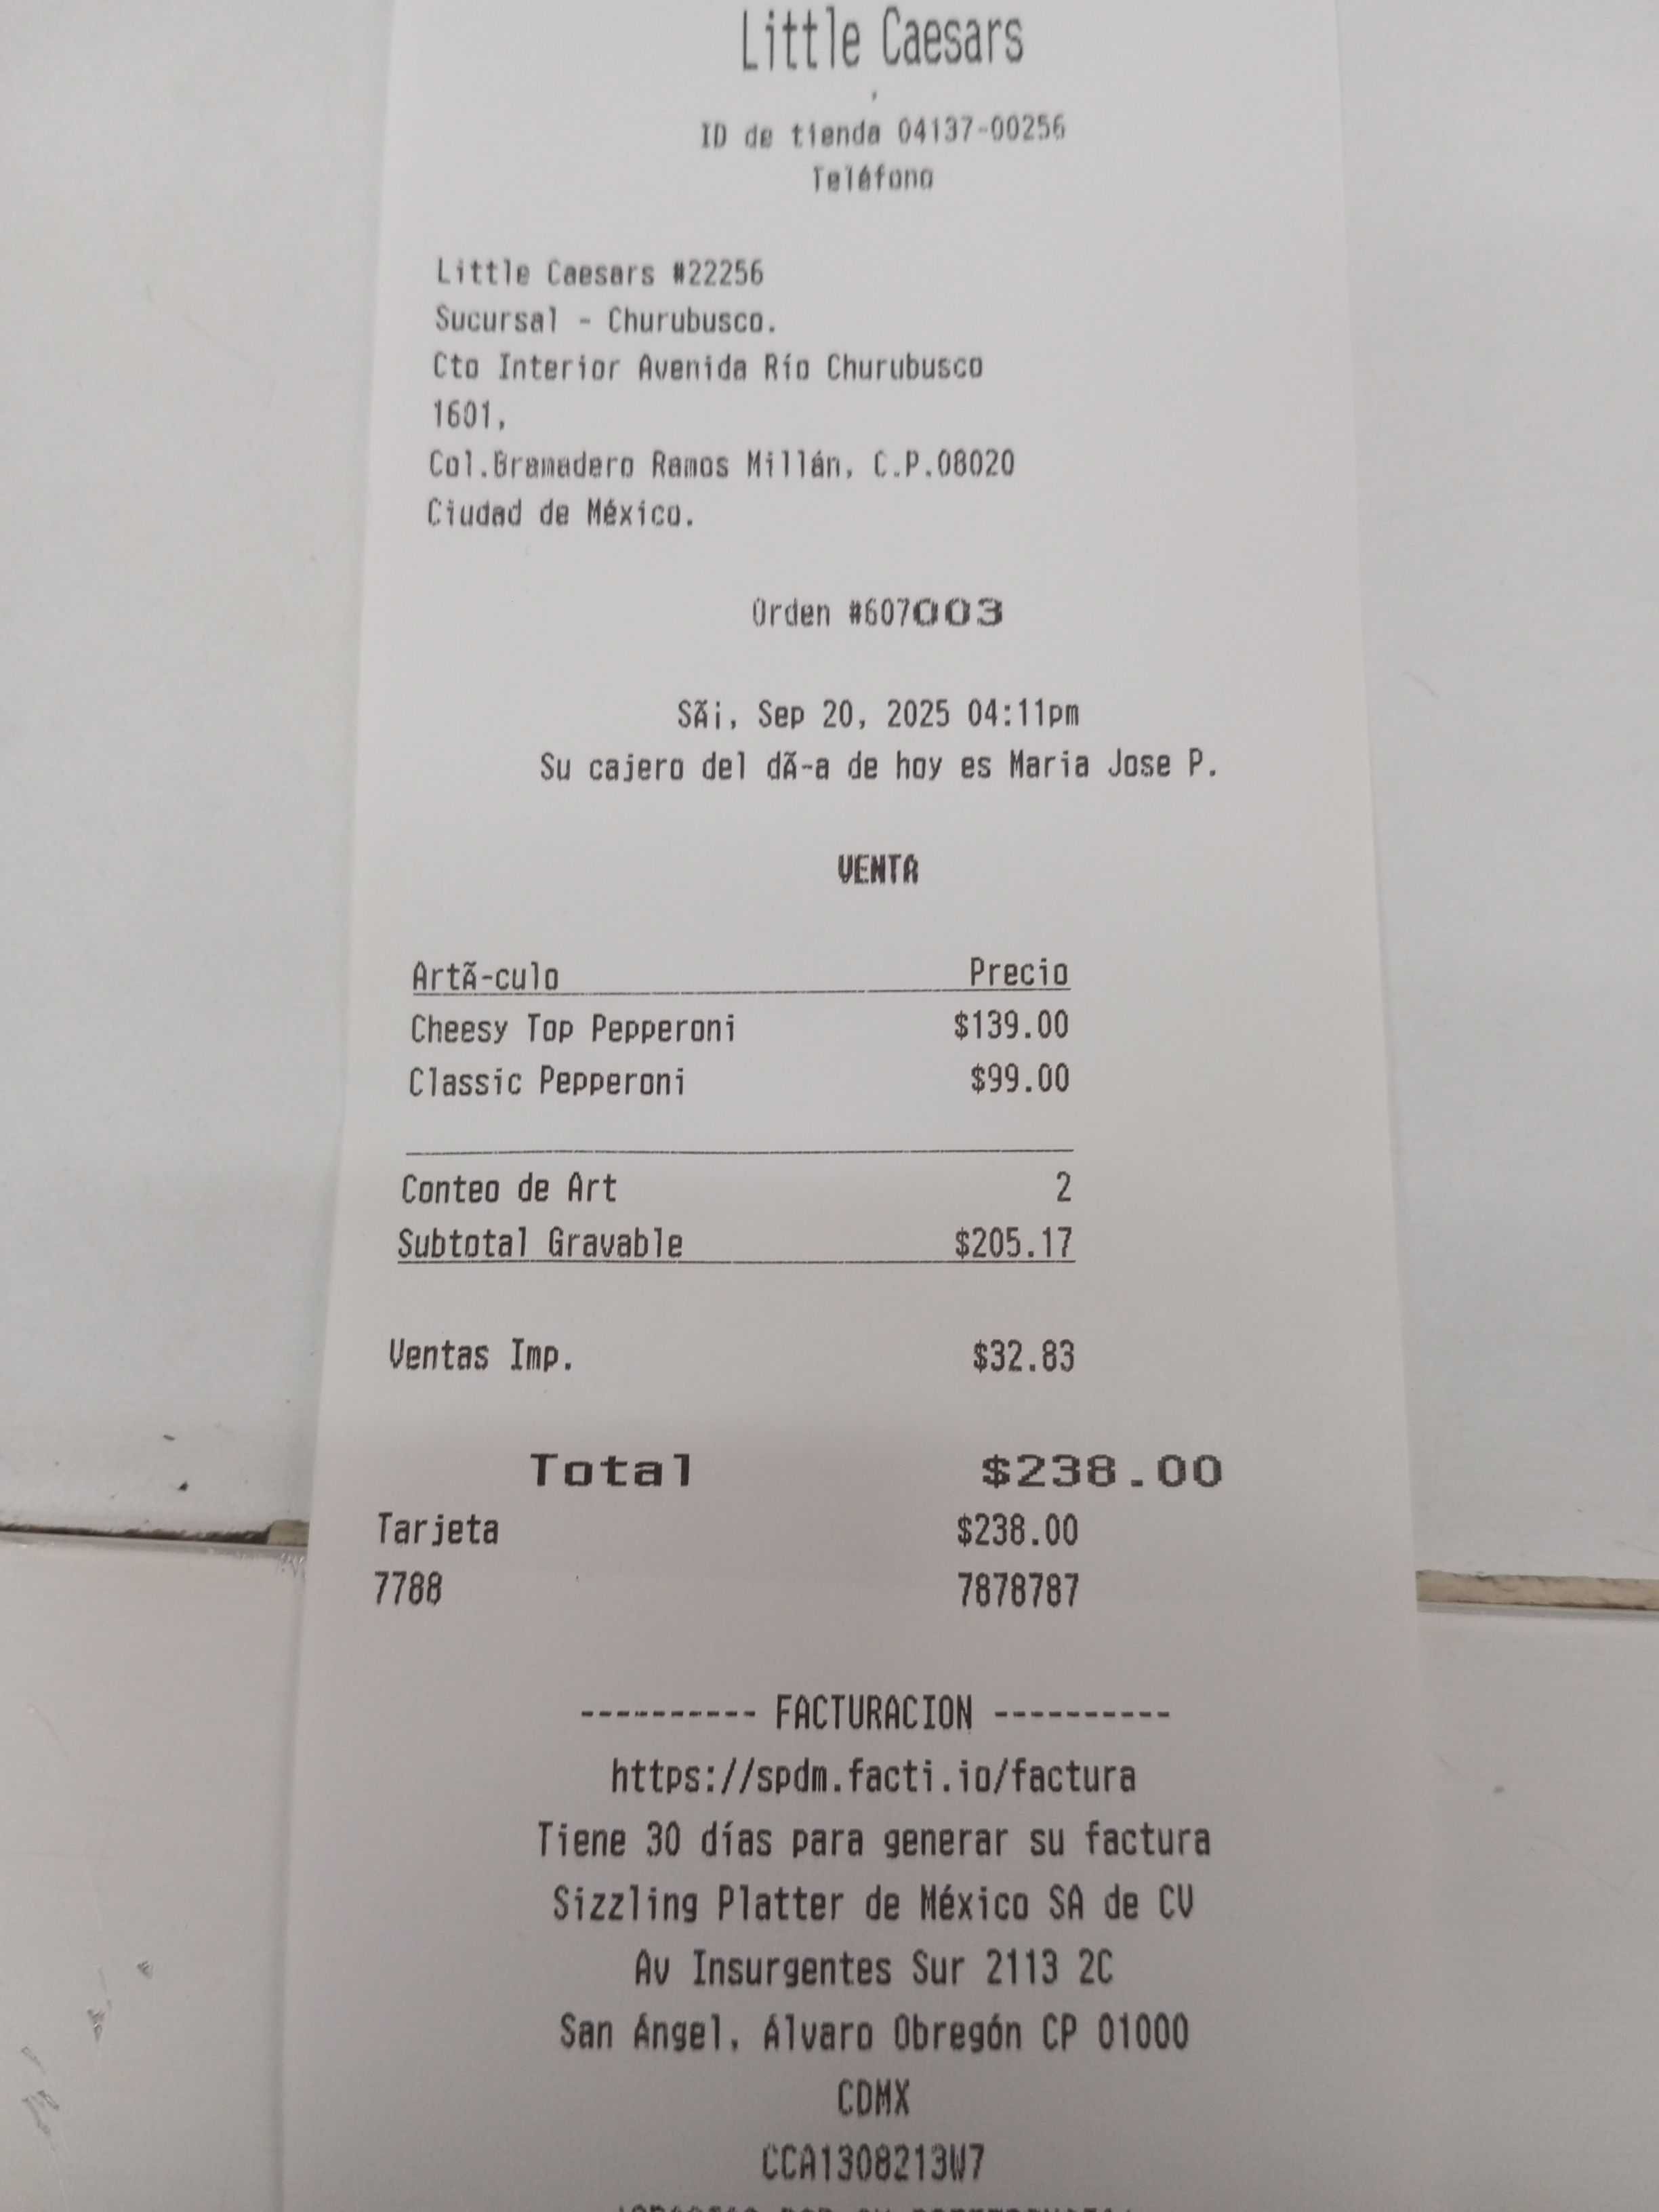 Little Caesars
,
ID de tienda 04137-00256
Teléfono
Little Caesars #22256
Sucursal - Churubusco.
Cto Interior Avenida Río Churubusco
1601,
Col.Bramadero Ramos Millán, C.P.08020
Ciudad de México.
Orden #607003
SÃ¡, Sep 20, 2025 04:11pm
Su cajero del dÃ-a de hoy es Maria Jose P.
VENTA
ArtÃ-culo Precio
Cheesy Top Pepperoni $139.00
Classic Pepperoni $99.00
Conteo de Art 2
Subtotal Gravable $205.17
Ventas Imp. $32.83
Total $238.00
Tarjeta $238.00
7788 7878787
---------- FACTURACION ----------
https://spdm.facti.io/factura
Tiene 30 días para generar su factura
Sizzling Platter de México SA de CV
Av Insurgentes Sur 2113 2C
San Ángel, Álvaro Obregón CP 01000
CDMX
CCA1308213W7